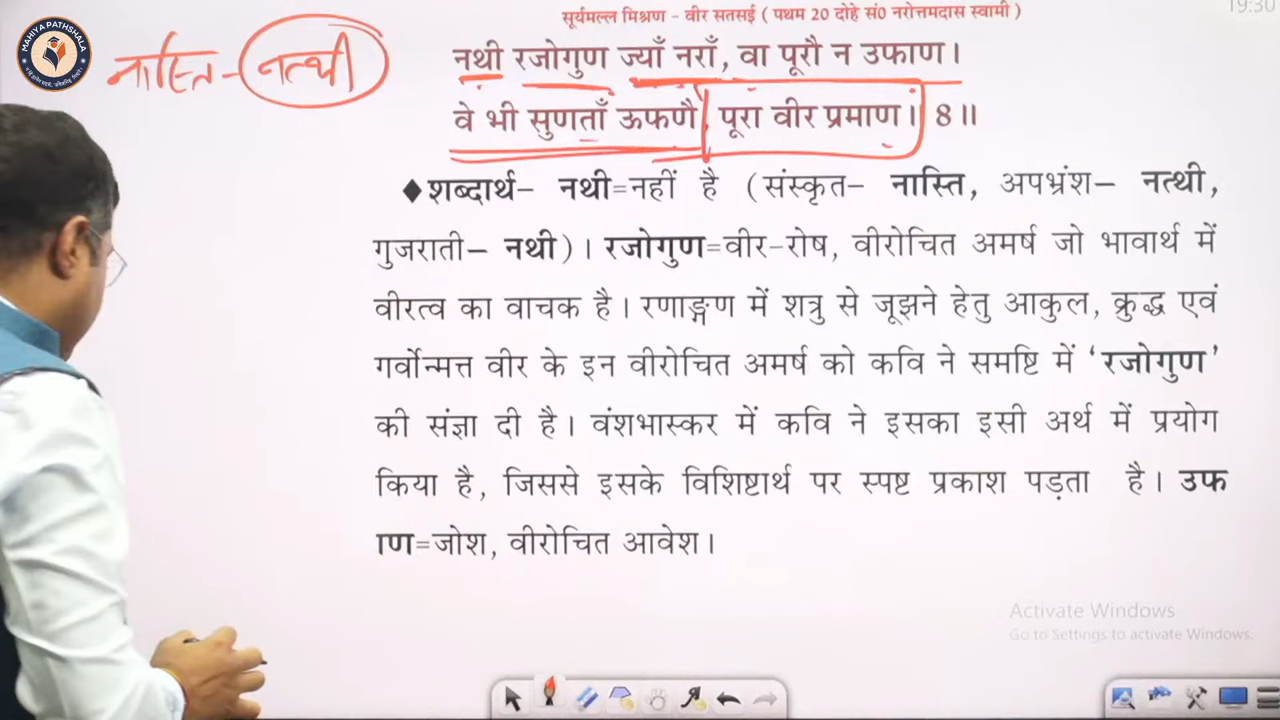 सूर्यमल्ल मिश्रण - वीर सतसई ( पथम 20 दोहे सं0 नरोत्तमदास स्वामी )
19:30
MAHIYA PATHSHALA
नास्ति - नत्थी
नथी रजोगुण ज्याँ नराँ, वा पूरौ न उफाण।
वे भी सुणताँ ऊफणै पूरा वीर प्रमाण। 8॥
♦शब्दार्थ– नथी=नहीं है (संस्कृत– नास्ति, अपभ्रंश– नत्थी,
गुजराती– नथी)। रजोगुण=वीर-रोष, वीरोचित अमर्ष जो भावार्थ में
वीरत्व का वाचक है। रणाङ्गण में शत्रु से जूझने हेतु आकुल, क्रुद्ध एवं
गर्वोन्मत्त वीर के इन वीरोचित अमर्ष को कवि ने समष्टि में ‘रजोगुण’
की संज्ञा दी है। वंशभास्कर में कवि ने इसका इसी अर्थ में प्रयोग
किया है, जिससे इसके विशिष्टार्थ पर स्पष्ट प्रकाश पड़ता है। उफ
ाण=जोश, वीरोचित आवेश।
Activate Windows
Go to Settings to activate Windows.